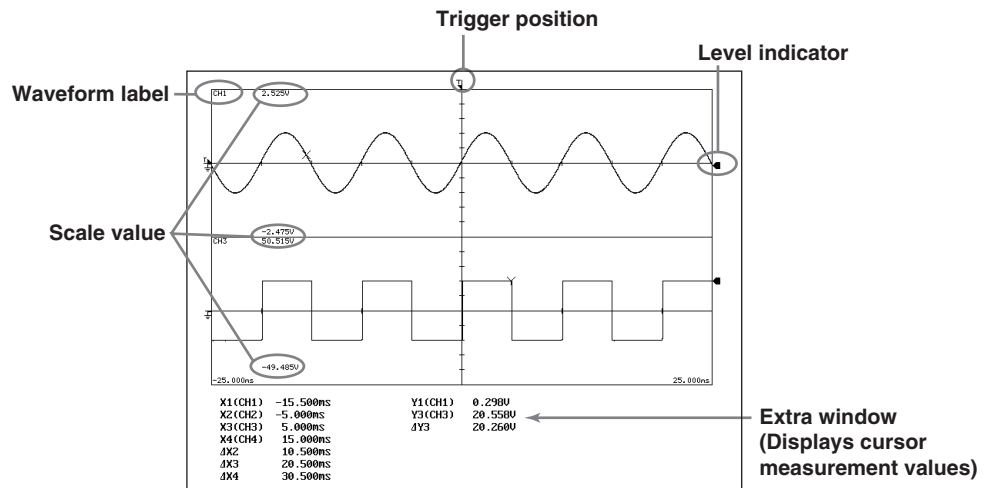 Trigger position
Level indicator
Waveform label
CH1 2.525V
Scale value
-2.475V
CH3 50.515V
-49.485V
-25.000ms 25.000ms
X1(CH1) -15.500ms Y1(CH1) 0.298V
X2(CH2) -5.000ms Y3(CH3) 20.558V
X3(CH3) 5.000ms ΔY3 20.260V
X4(CH4) 15.000ms
ΔX2 10.500ms
ΔX3 20.500ms
ΔX4 30.500ms
Extra window
(Displays cursor
measurement values)